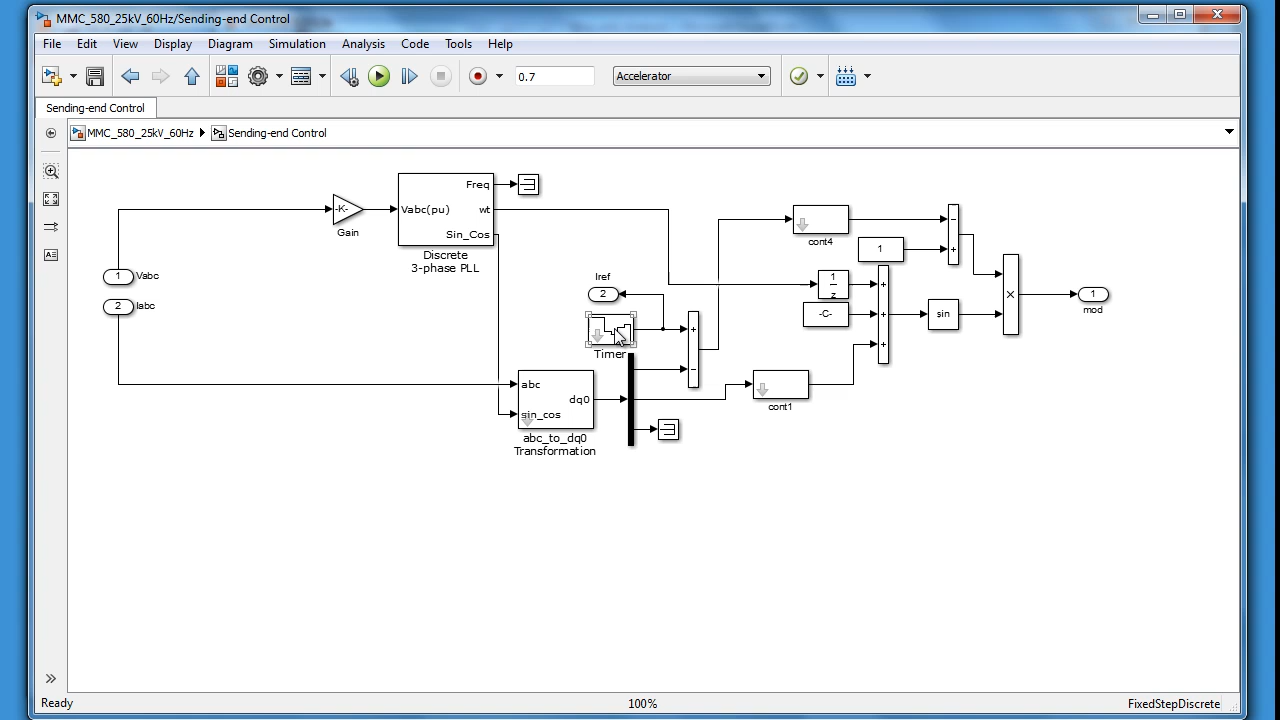 MMC_580_25kV_60Hz/Sending-end Control
File Edit View Display Diagram Simulation Analysis Code Tools Help
0.7 Accelerator
Sending-end Control
MMC_580_25kV_60Hz Sending-end Control
Freq
-K- Vabc(pu) wt
Sin_Cos
Gain
Discrete
3-phase PLL
cont4
1
1 Vabc
2 Iabc
Iref
2
1
z
-C-
sin
×
1
mod
Timer
abc
dq0
sin_cos
abc_to_dq0
Transformation
cont1
Ready 100% FixedStepDiscrete